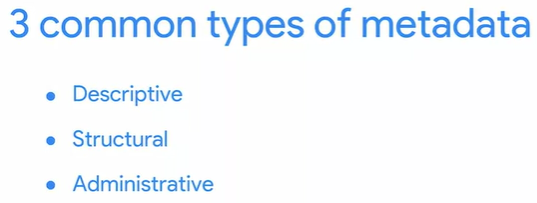 3 common types of metadata
• Descriptive
• Structural
• Administrative